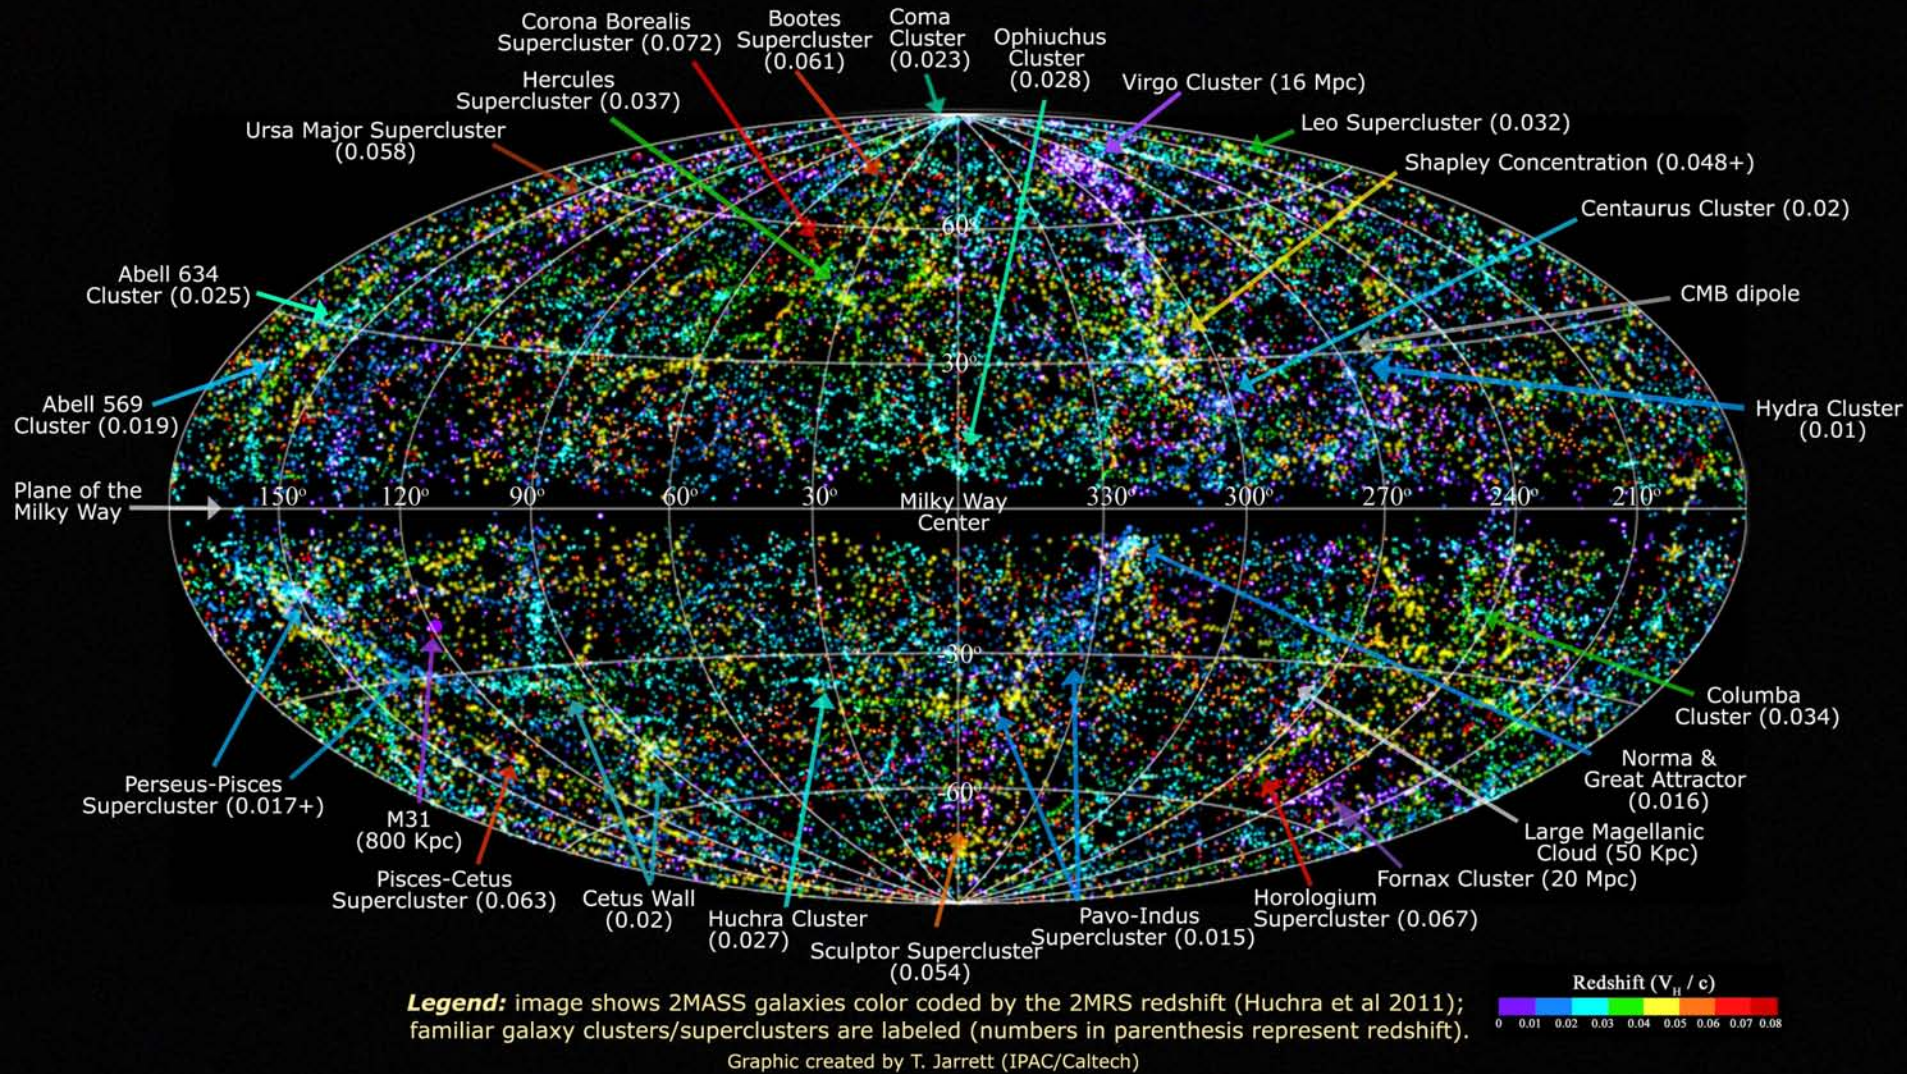 Corona Borealis
Supercluster (0.072)
Bootes
Supercluster
(0.061)
Coma
Cluster
(0.023)
Ophiuchus
Cluster
(0.028)
Virgo Cluster (16 Mpc)
Hercules
Supercluster (0.037)
Leo Supercluster (0.032)
Ursa Major Supercluster
(0.058)
Shapley Concentration (0.048+)
Centaurus Cluster (0.02)
60°
Abell 634
Cluster (0.025)
CMB dipole
30°
Abell 569
Cluster (0.019)
Hydra Cluster
(0.01)
Plane of the
Milky Way
150°
120°
90°
60°
30°
Milky Way
Center
330°
300°
270°
240°
210°
-30°
Columba
Cluster (0.034)
Norma &
Great Attractor
(0.016)
Perseus-Pisces
Supercluster (0.017+)
-60°
M31
(800 Kpc)
Large Magellanic
Cloud (50 Kpc)
Pisces-Cetus
Supercluster (0.063)
Cetus Wall
(0.02)
Fornax Cluster (20 Mpc)
Huchra Cluster
(0.027)
Horologium
Supercluster (0.067)
Pavo-Indus
Supercluster (0.015)
Sculptor Supercluster
(0.054)
Legend: image shows 2MASS galaxies color coded by the 2MRS redshift (Huchra et al 2011);
familiar galaxy clusters/superclusters are labeled (numbers in parenthesis represent redshift).
Graphic created by T. Jarrett (IPAC/Caltech)
Redshift (V_H / c)
0 0.01 0.02 0.03 0.04 0.05 0.06 0.07 0.08